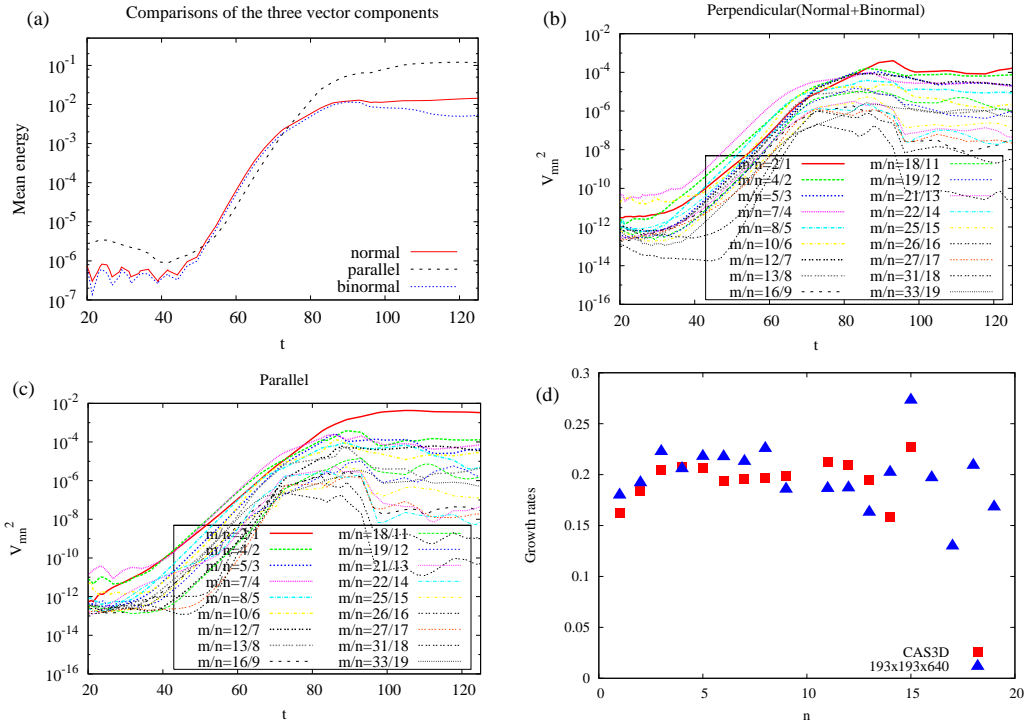 (a) Comparisons of the three vector components
Mean energy
10^-1
10^-2
10^-3
10^-4
10^-5
10^-6
10^-7
20 40 60 80 100 120
t
normal
parallel
binormal
(b) Perpendicular(Normal+Binormal)
V_mn^2
10^-2
10^-4
10^-6
10^-8
10^-10
10^-12
10^-14
10^-16
20 40 60 80 100 120
t
m/n=2/1 m/n=18/11
m/n=4/2 m/n=19/12
m/n=5/3 m/n=21/13
m/n=7/4 m/n=22/14
m/n=8/5 m/n=25/15
m/n=10/6 m/n=26/16
m/n=12/7 m/n=27/17
m/n=13/8 m/n=31/18
m/n=16/9 m/n=33/19
(c) Parallel
V_mn^2
10^-2
10^-4
10^-6
10^-8
10^-10
10^-12
10^-14
10^-16
20 40 60 80 100 120
t
m/n=2/1 m/n=18/11
m/n=4/2 m/n=19/12
m/n=5/3 m/n=21/13
m/n=7/4 m/n=22/14
m/n=8/5 m/n=25/15
m/n=10/6 m/n=26/16
m/n=12/7 m/n=27/17
m/n=13/8 m/n=31/18
m/n=16/9 m/n=33/19
(d)
Growth rates
0.3
0.25
0.2
0.15
0.1
0.05
0
0 5 10 15 20
n
CAS3D
193x193x640